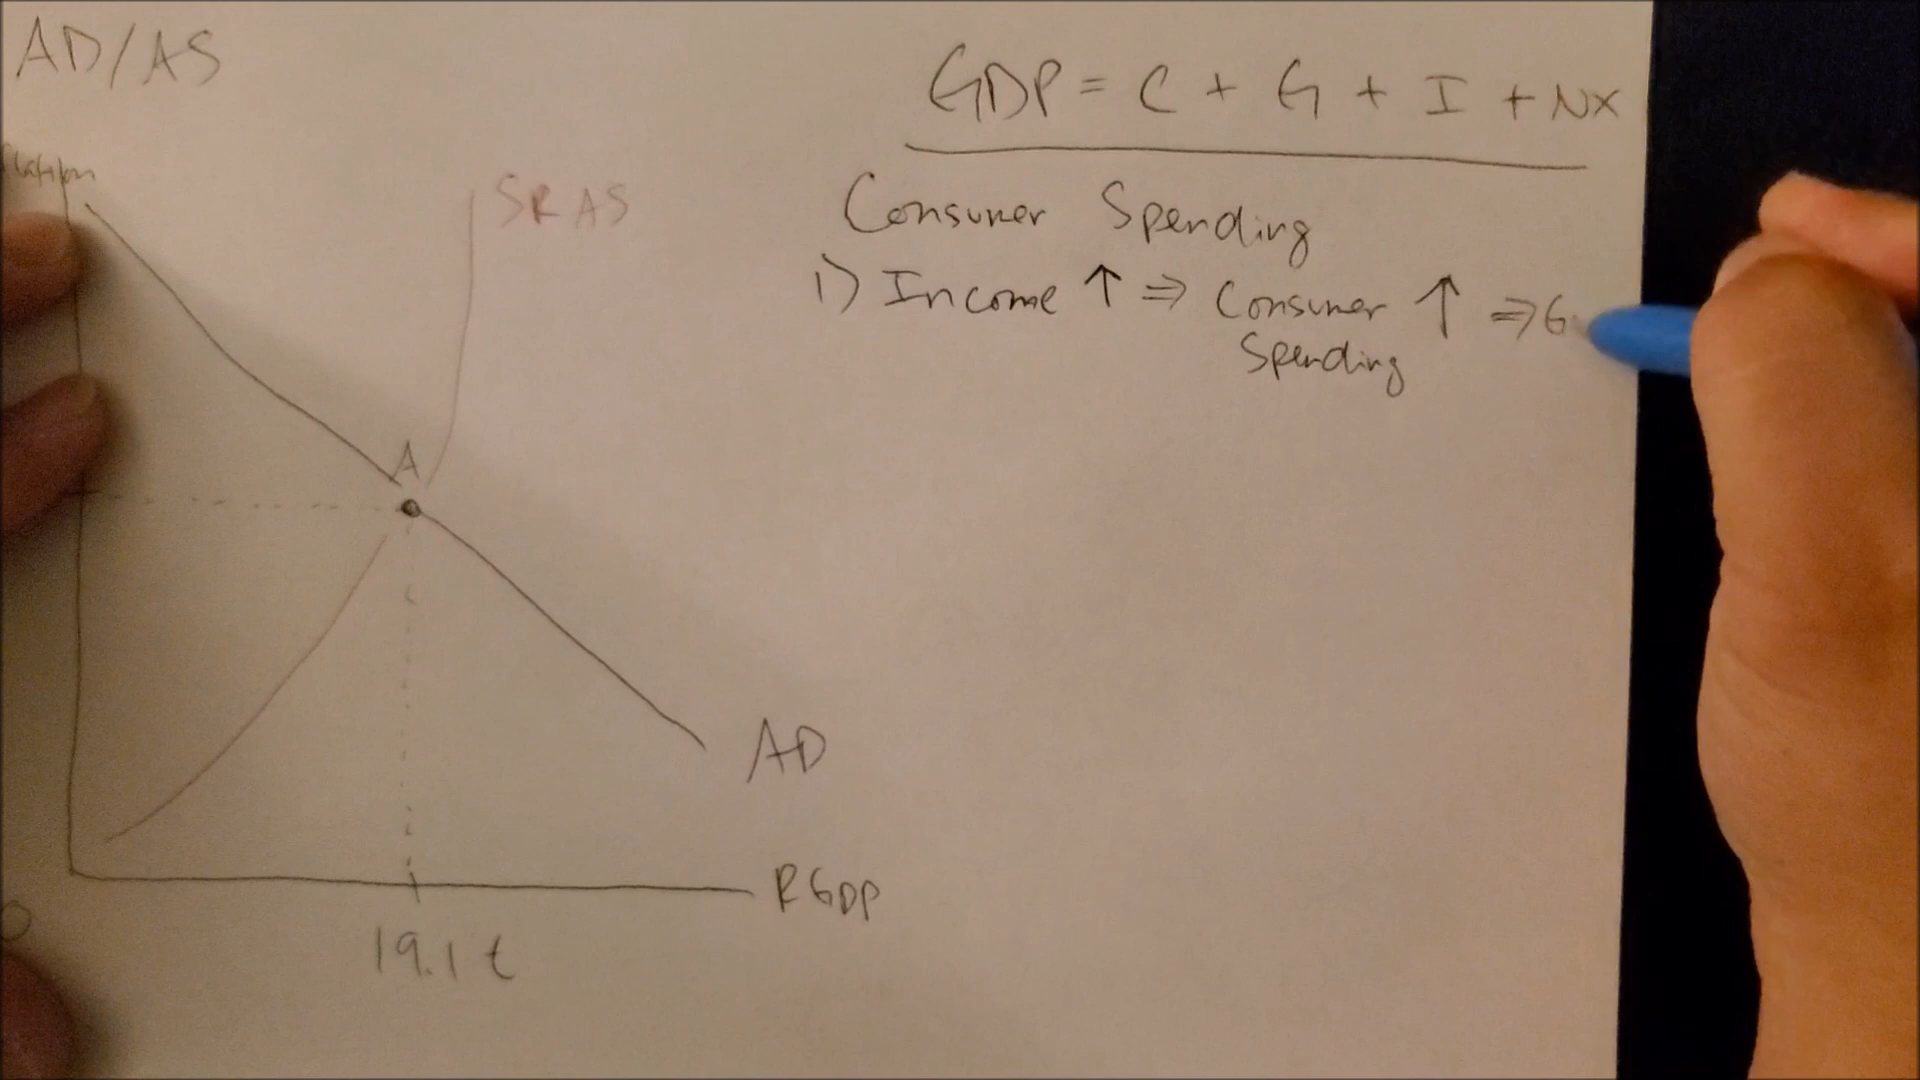 AD/AS
GDP = C + G + I + NX
Consumer Spending
1) Income ↑ ⇒ Consumer ↑ ⇒ G
Spending
SRAS
A
AD
RGDP
19.1 t